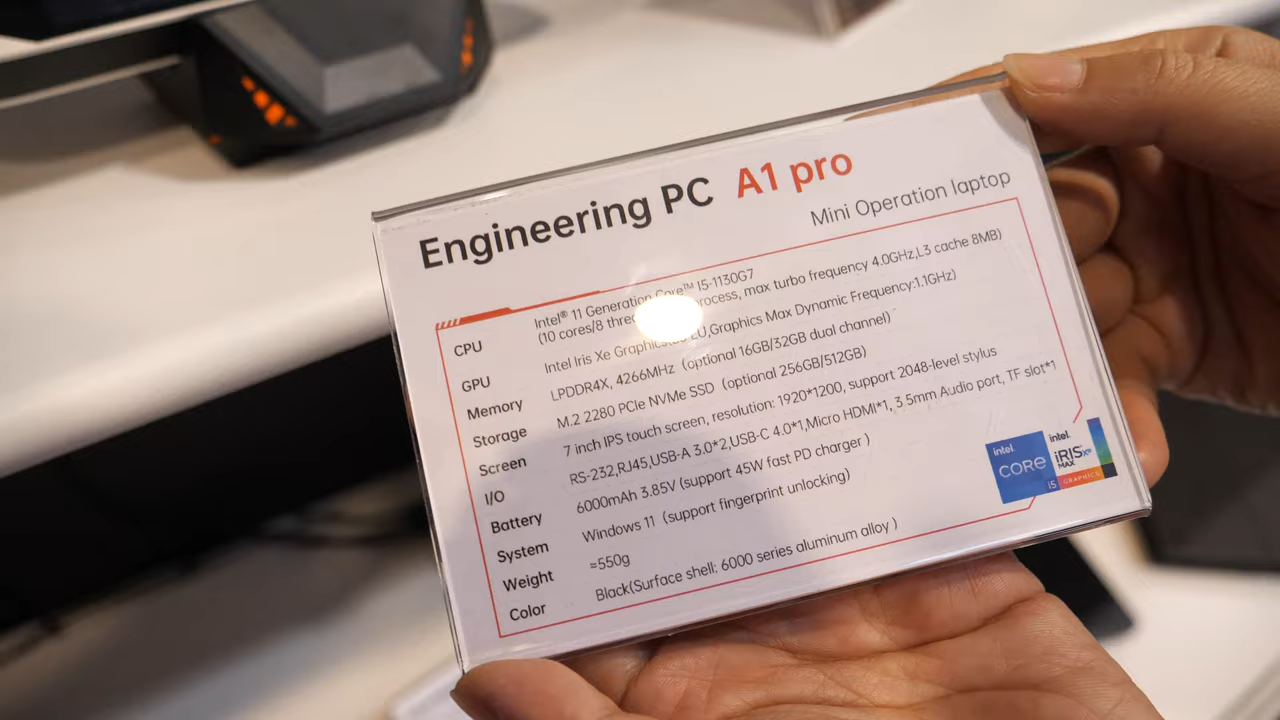 Engineering PC A1 pro
Mini Operation laptop
CPU Intel® 11 Generation Core™ I5-1130G7
(10 cores/8 process, max turbo frequency 4.0GHz,L3 cache 8MB)
GPU Intel Iris Xe EU,Graphics Max Dynamic Frequency:1.1GHz)
Memory LPDDR4X, 4266MHz (optional 16GB/32GB dual channel)
Storage M.2 2280 PCIe NVMe SSD (optional 256GB/512GB)
Screen 7 inch IPS touch screen, resolution: 1920*1200, support 2048-level stylus
I/O RS-232,RJ45,USB-A 3.0*2,USB-C 4.0*1,Micro HDMI*1, 3.5mm Audio port, TF slot*1
Battery 6000mAh 3.85V (support 45W fast PD charger )
System Windows 11 (support fingerprint unlocking)
Weight ≈550g
Color Black(Surface shell: 6000 series aluminum alloy )
intel.
CORE
i5
intel.
iRIS Xe
MAX
GRAPHICS